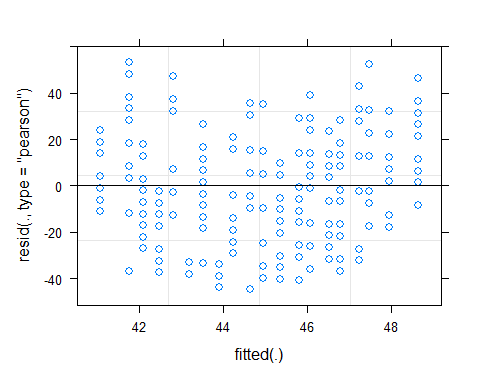 resid(., type = "pearson")
40
20
0
-20
-40
42 44 46 48
fitted(.)